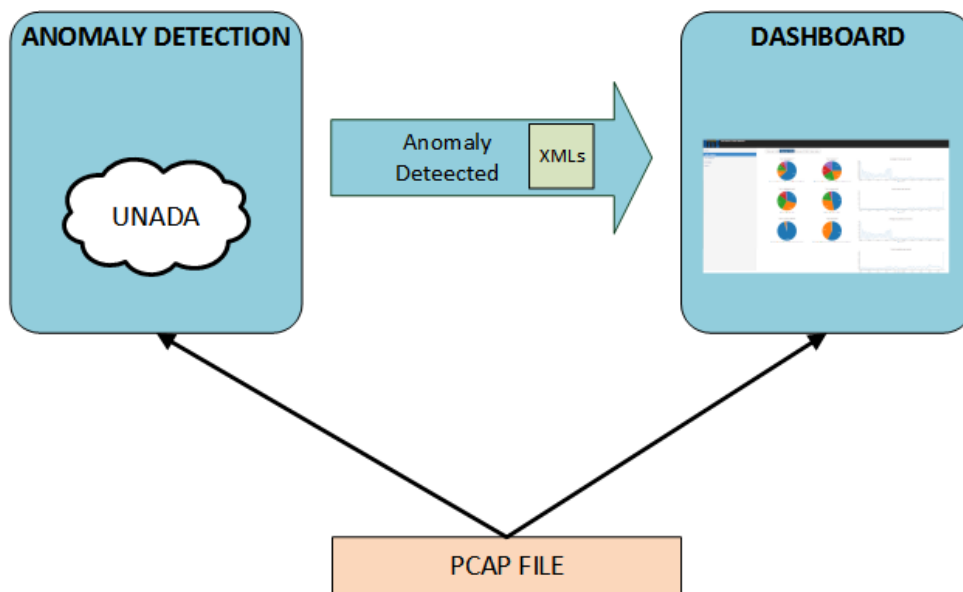 ANOMALY DETECTION
DASHBOARD
Anomaly
Deteected
XMLs
UNADA
PCAP FILE